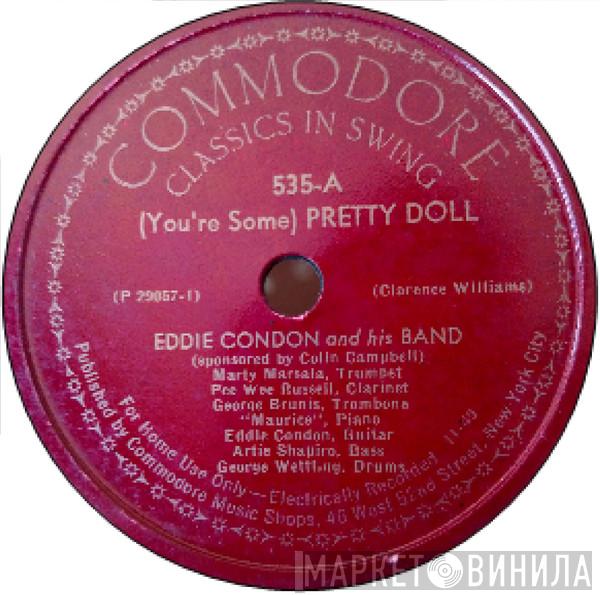 COMMODORE
CLASSICS IN SWING
535-A
(You're Some) PRETTY DOLL
(P 29057-1)
(Clarence Williams)
EDDIE CONDON and his BAND
(sponsored by Colin Campbell)
Marty Marsala, Trumpet
Pee Wee Russell, Clarinet
George Brunis, Trombone
"Maurice", Piano
Eddie Condon, Guitar
Artie Shapiro, Bass
George Wettling, Drums
For Home Use Only—Electrically Recorded 11-40
Published by Commodore Music Shops, 46 West 52nd Street, New York City
МАРКЕТ ВИНИЛА